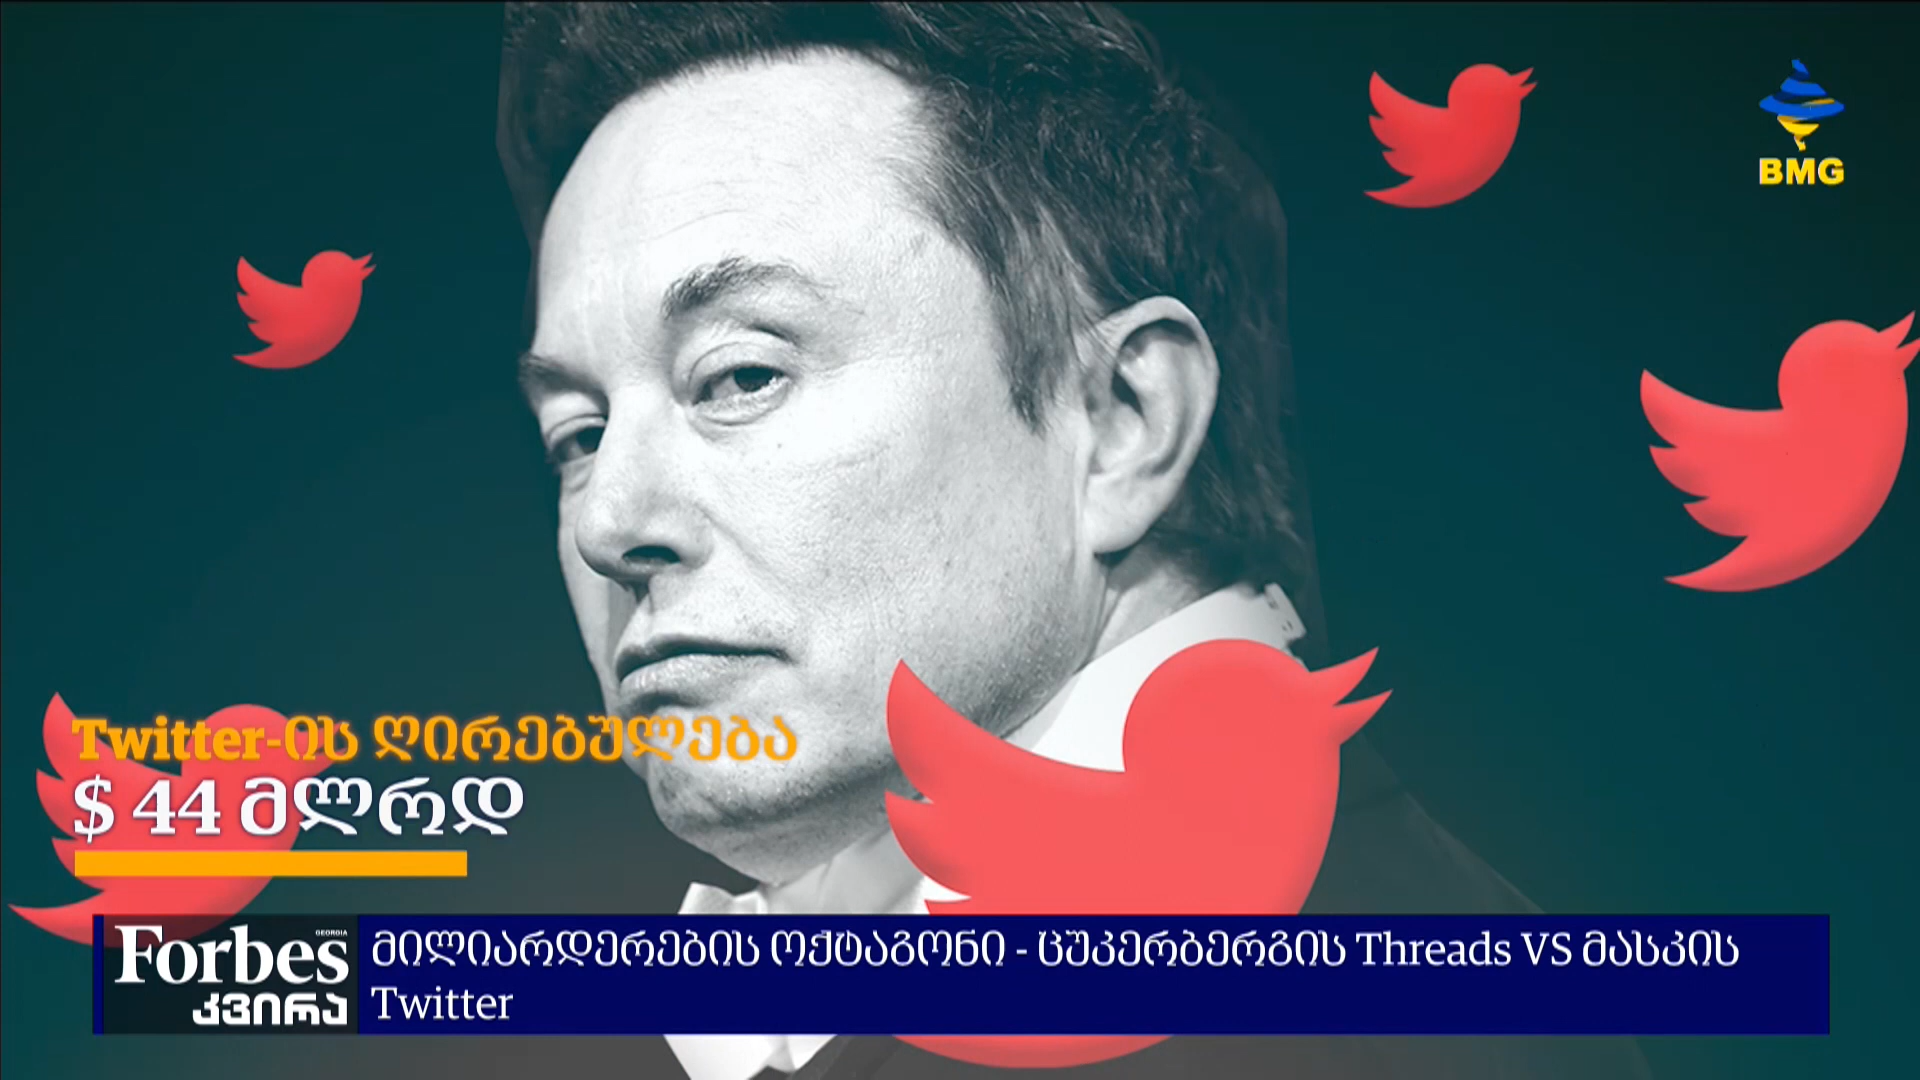 BMG
Twitter-ის ღირებულება
$ 44 მლრდ
Forbes
GEORGIA
კვირა
მილიარდერების ოქტაგონი - ცუკერბერგის Threads VS მასკის
Twitter